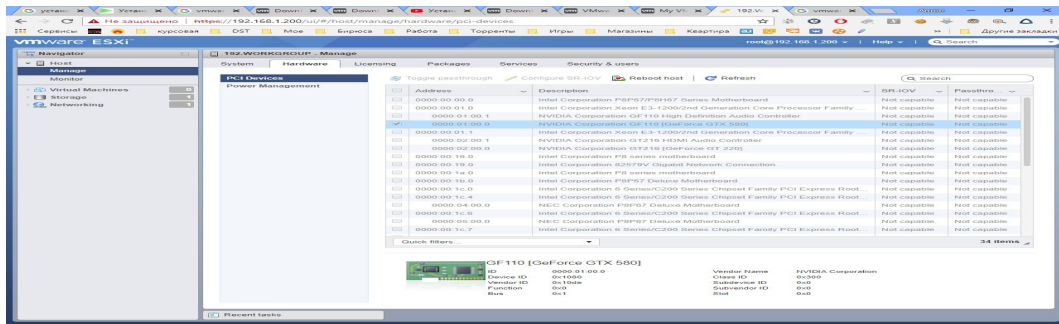 Не защищено | https://192.168.1.200/ui/#/host/manage/hardware/pci-devices
Сервисы курсовая DST Мое Бируса Работа Торренты Игры Магазины Квартира Другие закладки
vmware ESXi
root@192.168.1.200 | Help | Search
Navigator
192.WORKGROUP - Manage
Host
Manage
Monitor
Virtual Machines 0
Storage 1
Networking 1
System Hardware Licensing Packages Services Security & users
PCI Devices
Power Management
Toggle passthrough Configure SR-IOV Reboot host | Refresh Search
Address Description SR-IOV Passthro...
0000:00:00.0 Intel Corporation P8P67/P8H67 Series Motherboard Not capable Not capable
0000:00:01.0 Intel Corporation Xeon E3-1200/2nd Generation Core Processor Family ... Not capable Not capable
0000:01:00.1 NVIDIA Corporation GF110 High Definition Audio Controller Not capable Not capable
0000:01:00.0 NVIDIA Corporation GF110 [GeForce GTX 580] Not capable Not capable
0000:00:01.1 Intel Corporation Xeon E3-1200/2nd Generation Core Processor Family ... Not capable Not capable
0000:02:00.1 NVIDIA Corporation GT216 HDMI Audio Controller Not capable Not capable
0000:02:00.0 NVIDIA Corporation GT216 [GeForce GT 220] Not capable Not capable
0000:00:16.0 Intel Corporation P8 series motherboard Not capable Not capable
0000:00:19.0 Intel Corporation 82579V Gigabit Network Connection Not capable Not capable
0000:00:1a.0 Intel Corporation P8 series motherboard Not capable Not capable
0000:00:1b.0 Intel Corporation P8P67 Deluxe Motherboard Not capable Not capable
0000:00:1c.0 Intel Corporation 6 Series/C200 Series Chipset Family PCI Express Root... Not capable Not capable
0000:00:1c.4 Intel Corporation 6 Series/C200 Series Chipset Family PCI Express Root... Not capable Not capable
0000:04:00.0 NEC Corporation P8P67 Deluxe Motherboard Not capable Not capable
0000:00:1c.6 Intel Corporation 6 Series/C200 Series Chipset Family PCI Express Root... Not capable Not capable
0000:06:00.0 NEC Corporation P8P67 Deluxe Motherboard Not capable Not capable
0000:00:1c.7 Intel Corporation 6 Series/C200 Series Chipset Family PCI Express Root... Not capable Not capable
Quick filters... 34 items
GF110 [GeForce GTX 580]
ID 0000:01:00.0 Vendor Name NVIDIA Corporation
Device ID 0x1080 Class ID 0x300
Vendor ID 0x10de Subdevice ID 0x0
Function 0x0 Subvendor ID 0x0
Bus 0x1 Slot 0x0
Recent tasks